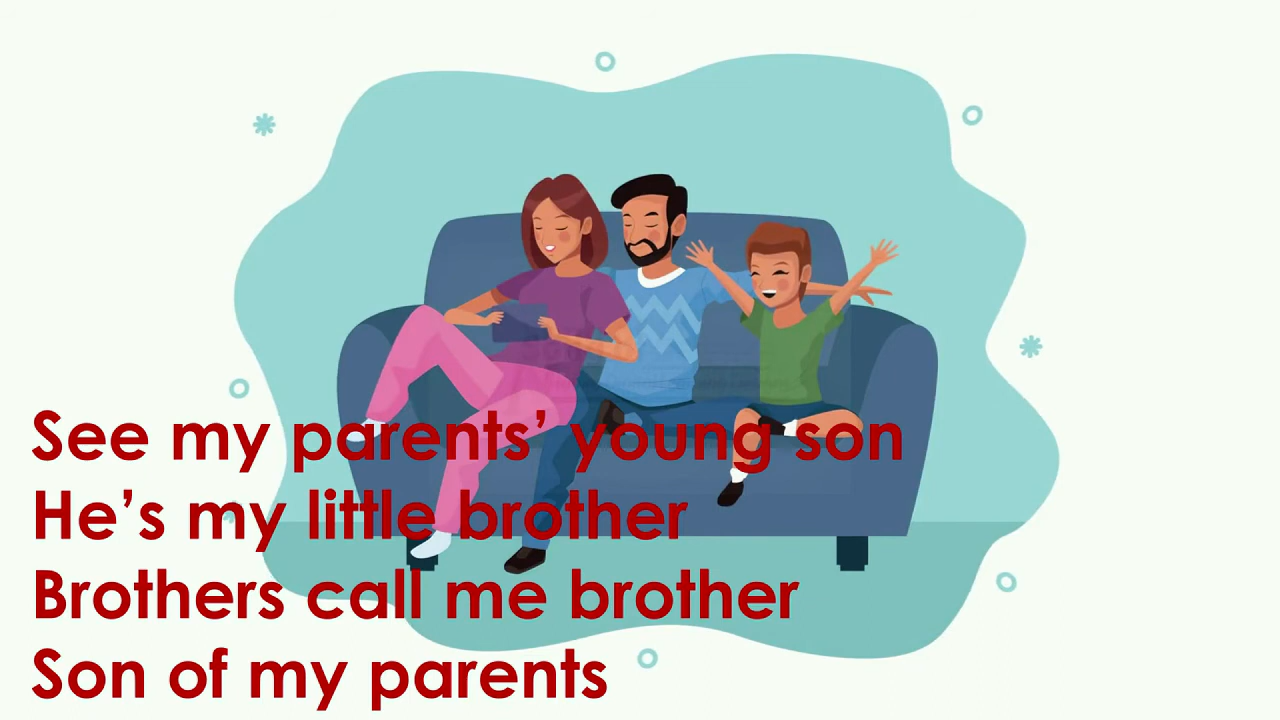 See my parents’ young son
He’s my little brother
Brothers call me brother
Son of my parents